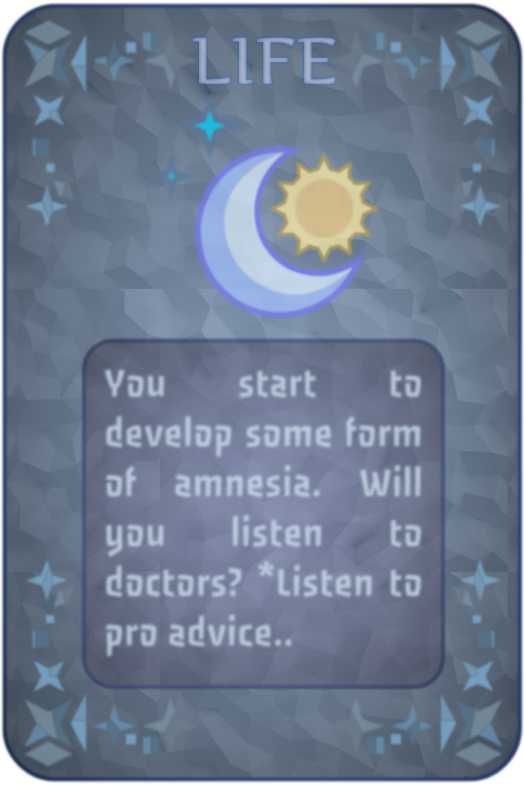 LIFE
You start to
develop some form
of amnesia. Will
you listen to
doctors? *Listen to
pro advice..